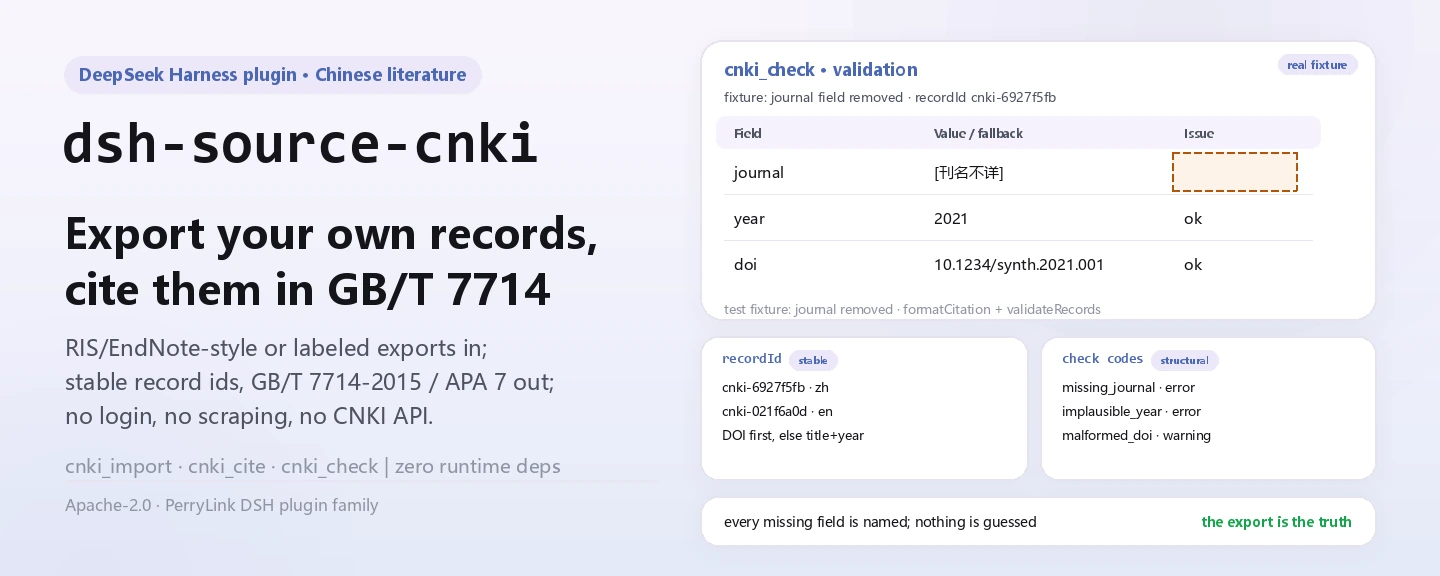 DeepSeek Harness plugin • Chinese literature
dsh-source-cnki
Export your own records,
cite them in GB/T 7714
RIS/EndNote-style or labeled exports in;
stable record ids, GB/T 7714-2015 / APA 7 out;
no login, no scraping, no CNKI API.
cnki_import · cnki_cite · cnki_check | zero runtime deps
Apache-2.0 · PerryLink DSH plugin family
cnki_check • validation
real fixture
fixture: journal field removed · recordId cnki-6927f5fb
Field Value / fallback Issue
journal [刊名不详]
year 2021 ok
doi 10.1234/synth.2021.001 ok
test fixture: journal removed · formatCitation + validateRecords
recordId stable
cnki-6927f5fb · zh
cnki-021f6a0d · en
DOI first, else title+year
check codes structural
missing_journal · error
implausible_year · error
malformed_doi · warning
every missing field is named; nothing is guessed
the export is the truth